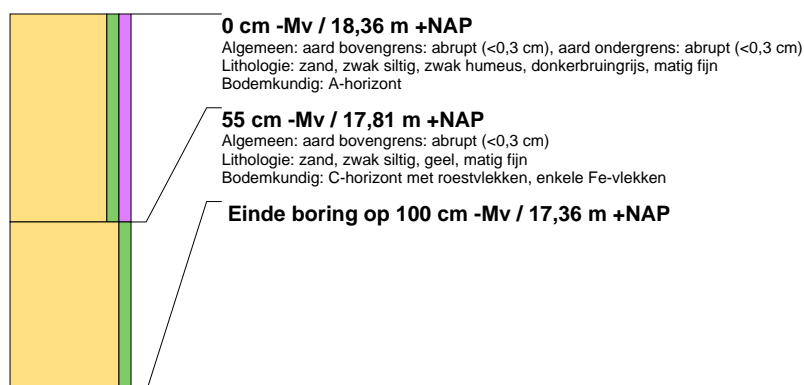 0 cm -Mv / 18,36 m +NAP
Algemeen: aard bovengrens: abrupt (<0,3 cm), aard ondergrens: abrupt (<0,3 cm)
Lithologie: zand, zwak siltig, zwak humeus, donkerbruingrijs, matig fijn
Bodemkundig: A-horizont
55 cm -Mv / 17,81 m +NAP
Algemeen: aard bovengrens: abrupt (<0,3 cm)
Lithologie: zand, zwak siltig, geel, matig fijn
Bodemkundig: C-horizont met roestvlekken, enkele Fe-vlekken
Einde boring op 100 cm -Mv / 17,36 m +NAP